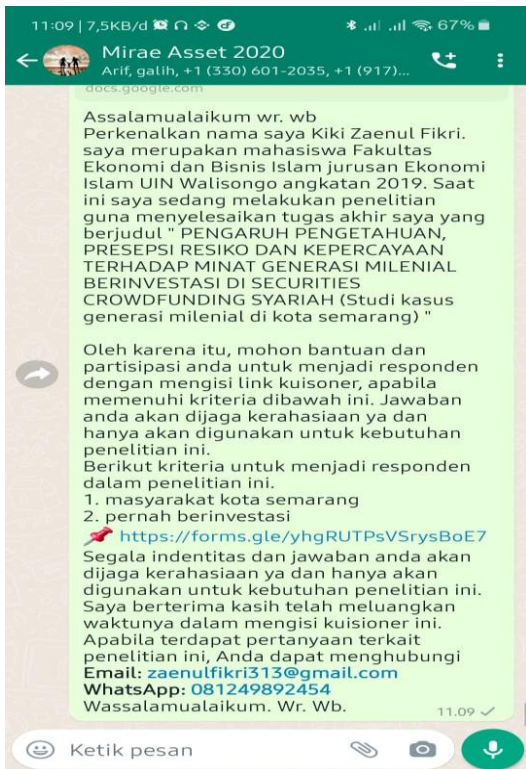 11:09 | 7,5KB/d
67%
Mirae Asset 2020
Arif, galih, +1 (330) 601-2035, +1 (917)...
docs.google.com
Assalamualaikum wr. wb
Perkenalkan nama saya Kiki Zaenul Fikri.
saya merupakan mahasiswa Fakultas
Ekonomi dan Bisnis Islam jurusan Ekonomi
Islam UIN Walisongo angkatan 2019. Saat
ini saya sedang melakukan penelitian
guna menyelesaikan tugas akhir saya yang
berjudul " PENGARUH PENGETAHUAN,
PRESEPSI RESIKO DAN KEPERCAYAAN
TERHADAP MINAT GENERASI MILENIAL
BERINVESTASI DI SECURITIES
CROWDFUNDING SYARIAH (Studi kasus
generasi milenial di kota semarang) "
Oleh karena itu, mohon bantuan dan
partisipasi anda untuk menjadi responden
dengan mengisi link kuisoner, apabila
memenuhi kriteria dibawah ini. Jawaban
anda akan dijaga kerahasiaan ya dan
hanya akan digunakan untuk kebutuhan
penelitian ini.
Berikut kriteria untuk menjadi responden
dalam penelitian ini.
1. masyarakat kota semarang
2. pernah berinvestasi
https://forms.gle/yhgRUTPsVSrysBoE7
Segala indentitas dan jawaban anda akan
dijaga kerahasiaan ya dan hanya akan
digunakan untuk kebutuhan penelitian ini.
Saya berterima kasih telah meluangkan
waktunya dalam mengisi kuisioner ini.
Apabila terdapat pertanyaan terkait
penelitian ini, Anda dapat menghubungi
Email: zaenulfikri313@gmail.com
WhatsApp: 081249892454
Wassalamualaikum. Wr. Wb.
11.09
Ketik pesan